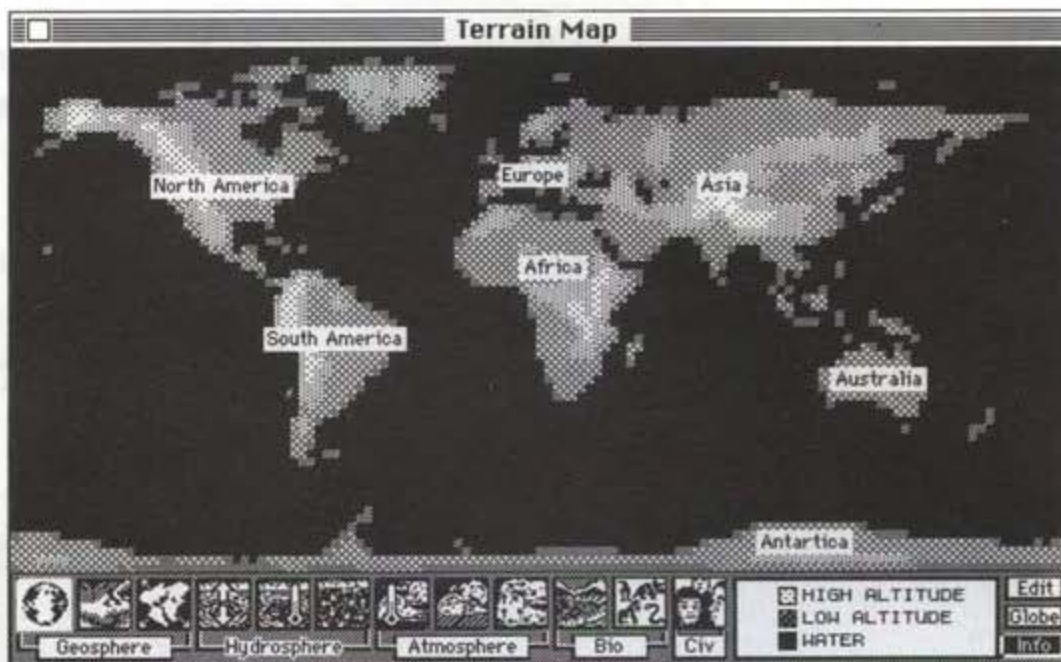 Terrain Map
North America
Europe
Asia
Africa
South America
Australia
Antartica
Geosphere
Hydrosphere
Atmosphere
Bio
Civ
HIGH ALTITUDE
LOW ALTITUDE
WATER
Edit
Globe
Info